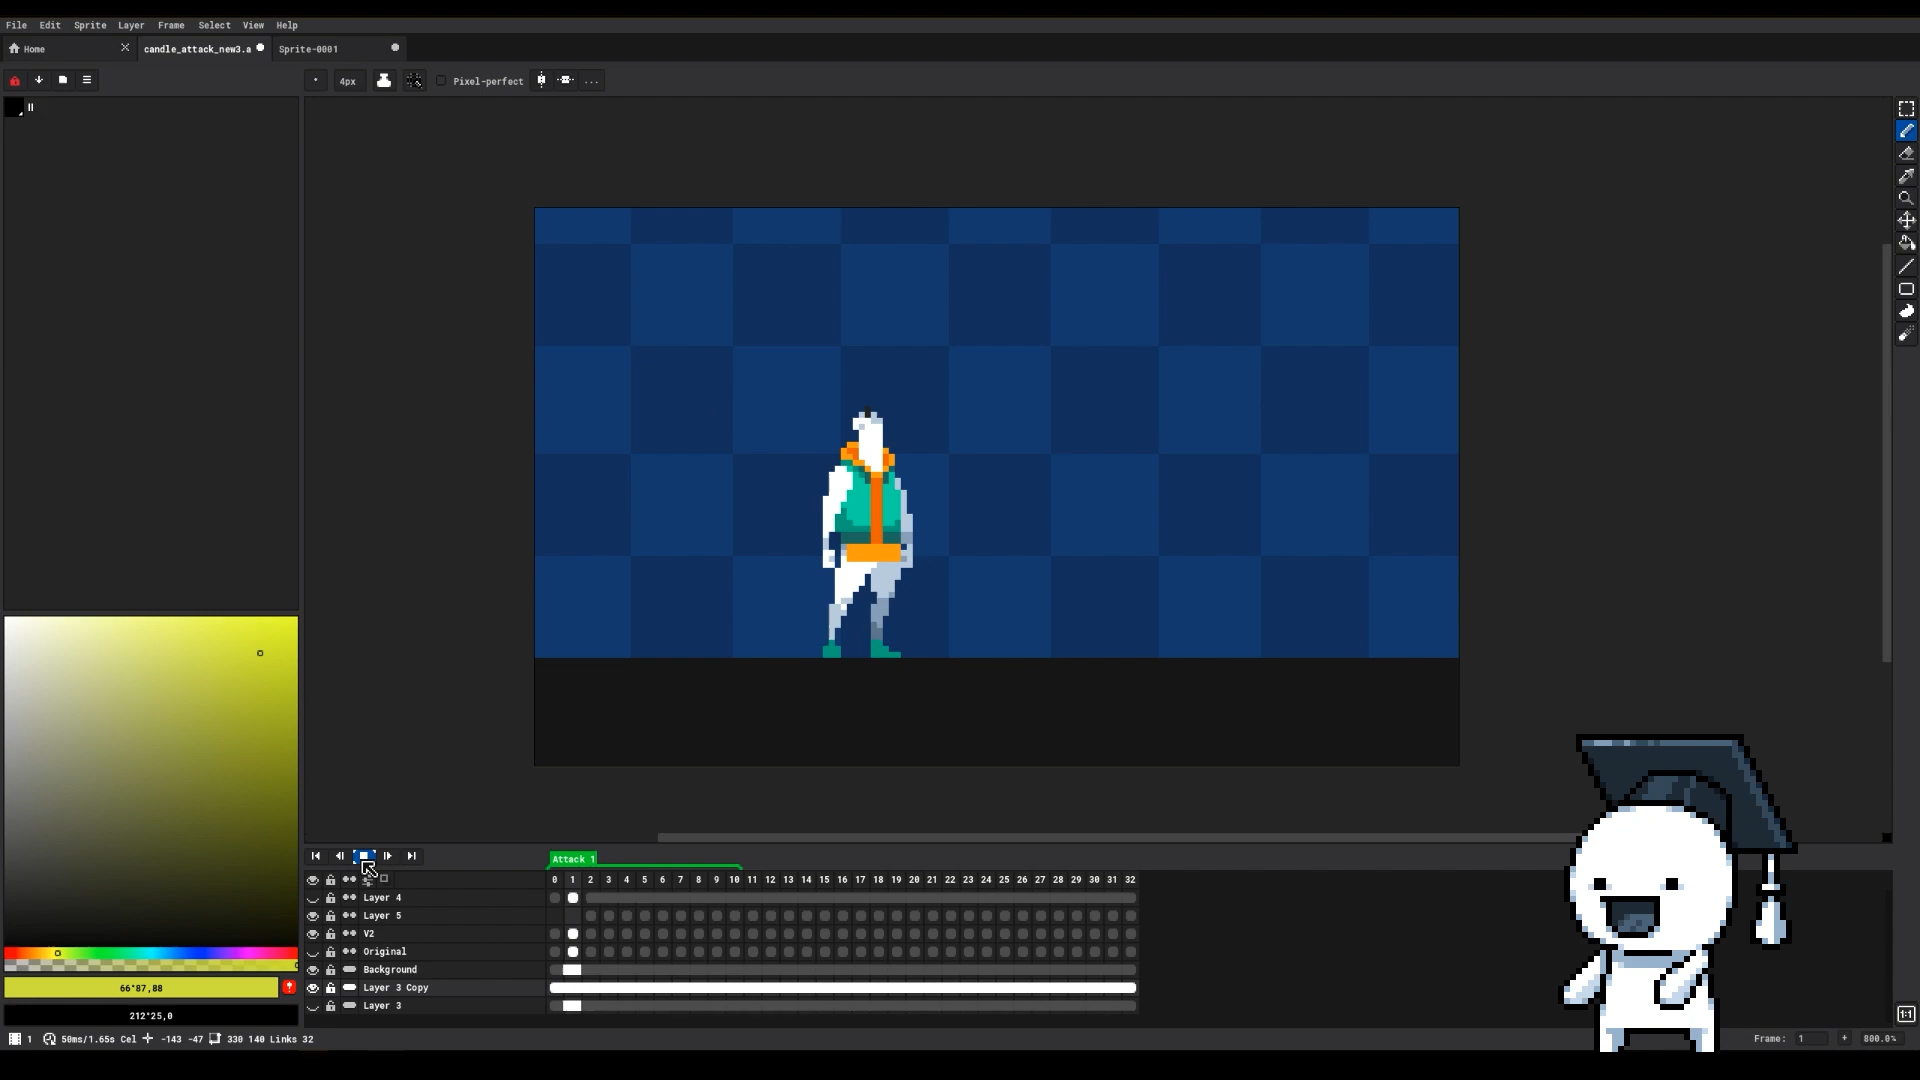 File Edit Sprite Layer Frame Select View Help
Home candle_attack_new3.a Sprite-0001
4px Pixel-perfect ...
Attack 1
0 1 2 3 4 5 6 7 8 9 10 11 12 13 14 15 16 17 18 19 20 21 22 23 24 25 26 27 28 29 30 31 32
Layer 4
Layer 5
V2
Original
Background
Layer 3 Copy
Layer 3
66°87,88
212°25,0
1 50ms/1.65s Cel -143 -47 330 140 Links 32
Frame: 1 + 800.0%
1:1